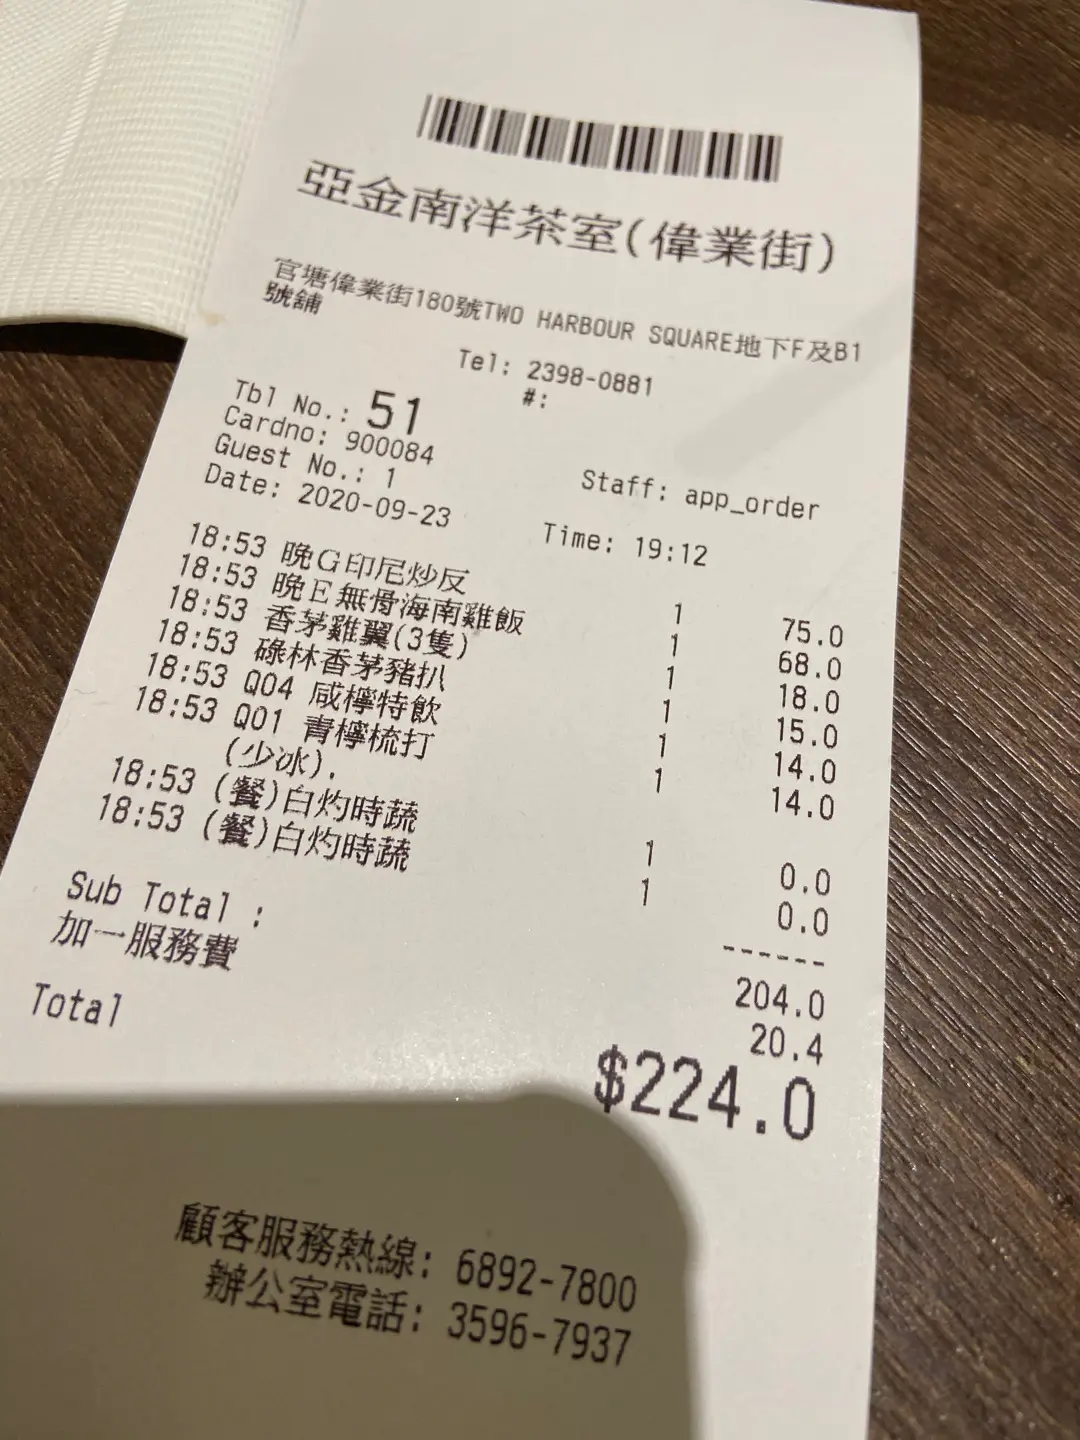 亞金南洋茶室(偉業街)
官塘偉業街180號TWO HARBOUR SQUARE地下F及B1
號舖
Tel: 2398-0881
#:
Tbl No.: 51
Cardno: 900084
Guest No.: 1 Staff: app_order
Date: 2020-09-23 Time: 19:12
18:53 晩G印尼炒反 1 75.0
18:53 晩E無骨海南雞飯 1 68.0
18:53 香茅雞翼(3隻) 1 18.0
18:53 碌林香茅豬扒 1 15.0
18:53 Q04 咸檸特飲 1 14.0
18:53 Q01 青檸梳打 1 14.0
(少冰).
18:53 (餐)白灼時蔬 1 0.0
18:53 (餐)白灼時蔬 1 0.0
------
Sub Total : 204.0
加一服務費 20.4
Total $224.0
顧客服務熱線: 6892-7800
辦公室電話: 3596-7937